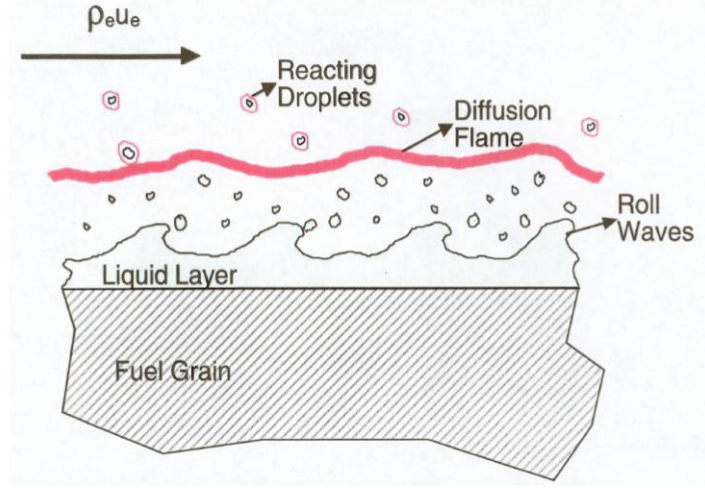 ρₑuₑ
Reacting
Droplets
Diffusion
Flame
Roll
Waves
Liquid Layer
Fuel Grain